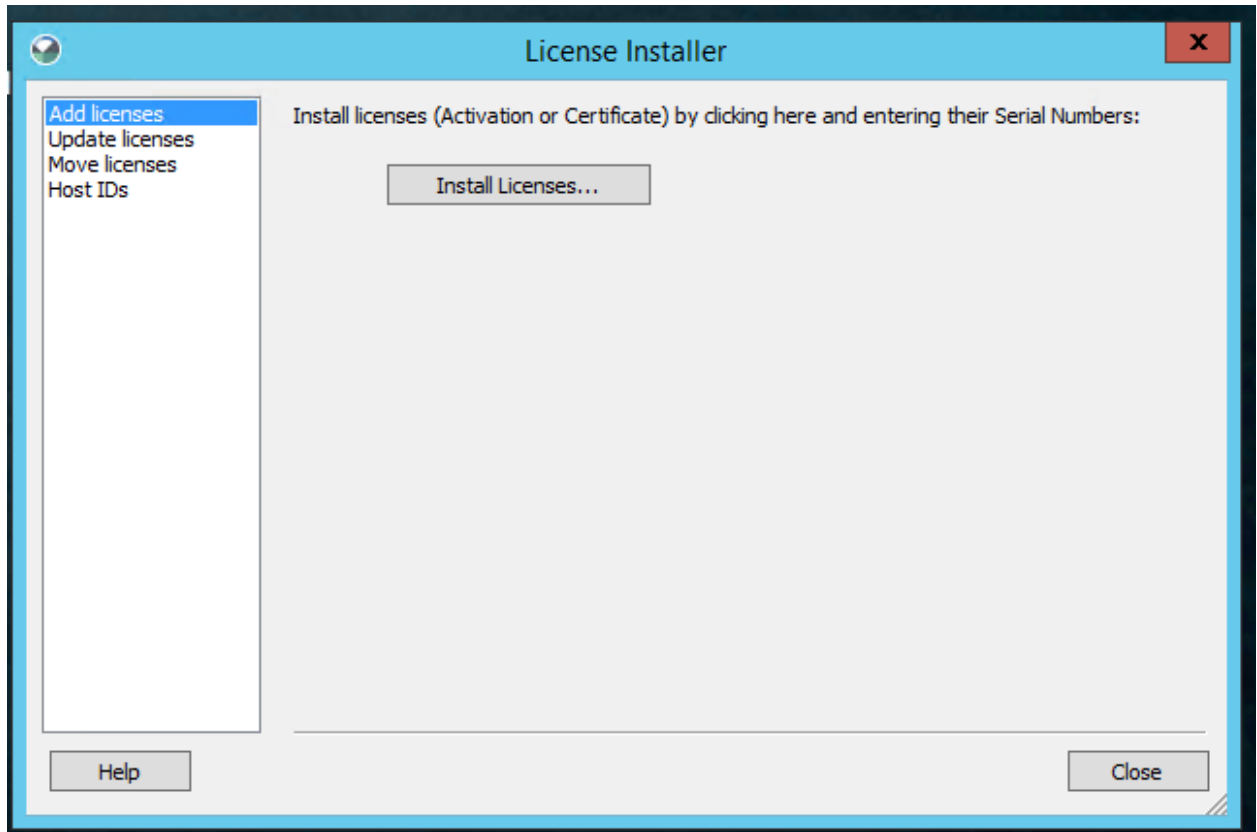 License Installer
x
Add licenses
Update licenses
Move licenses
Host IDs
Install licenses (Activation or Certificate) by clicking here and entering their Serial Numbers:
Install Licenses...
Help
Close